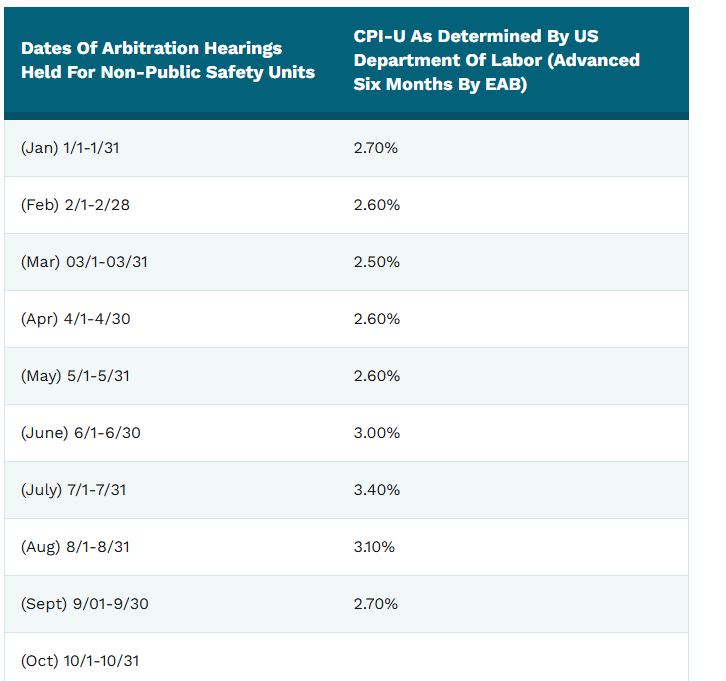 Dates Of Arbitration Hearings
Held For Non-Public Safety Units
CPI-U As Determined By US
Department Of Labor (Advanced
Six Months By EAB)
(Jan) 1/1-1/31 2.70%
(Feb) 2/1-2/28 2.60%
(Mar) 03/1-03/31 2.50%
(Apr) 4/1-4/30 2.60%
(May) 5/1-5/31 2.60%
(June) 6/1-6/30 3.00%
(July) 7/1-7/31 3.40%
(Aug) 8/1-8/31 3.10%
(Sept) 9/01-9/30 2.70%
(Oct) 10/1-10/31